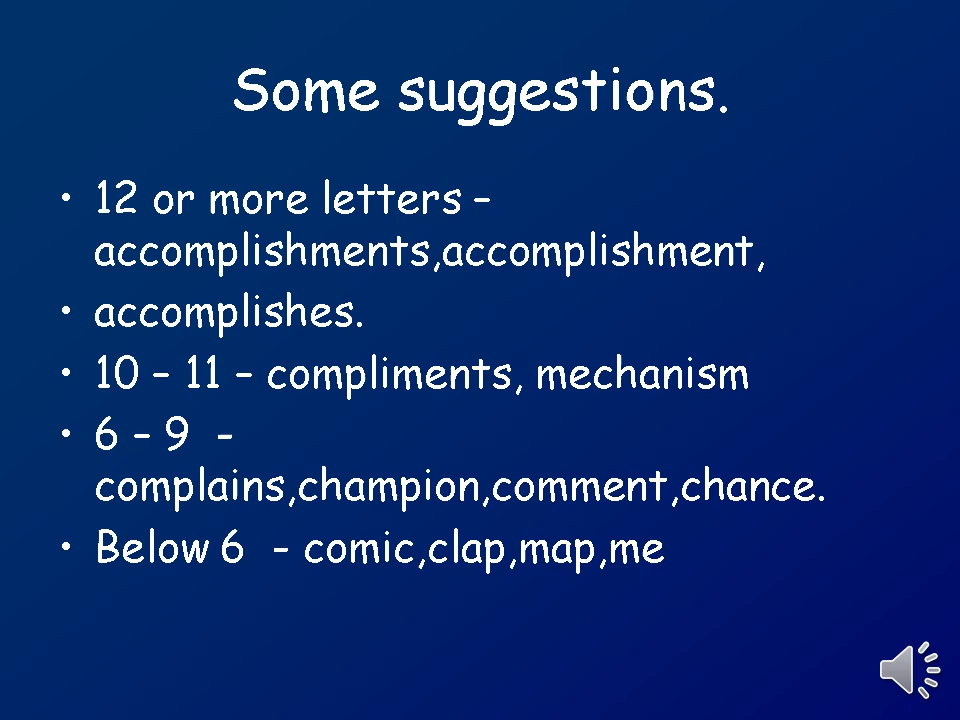 Some suggestions.
• 12 or more letters –
accomplishments,accomplishment,
• accomplishes.
• 10 – 11 – compliments, mechanism
• 6 – 9  -
complains,champion,comment,chance.
• Below 6  - comic,clap,map,me